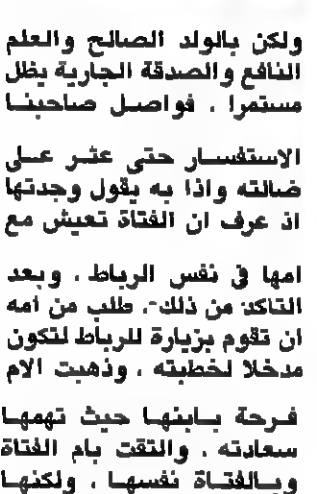 ولكن بالولد الصالح والعلم
النافع والصدقة الجارية يظل
مستمرا . فواصل صاحبنا
الاستفسار حتى عثر على
ضالته واذا به يقول وجدتها
اذ عرف ان الفتاة تعيش مع
امها في نفس الرباط . وبعد
التاكد من ذلك . طلب من امه
ان تقوم بزيارة للرباط لتكون
مدخلا لخطبته . وذهبت الام
فرحة بابنها حيث تهمها
سعادته . والتقت بام الفتاة
وبالفتاة نفسها . ولكنها